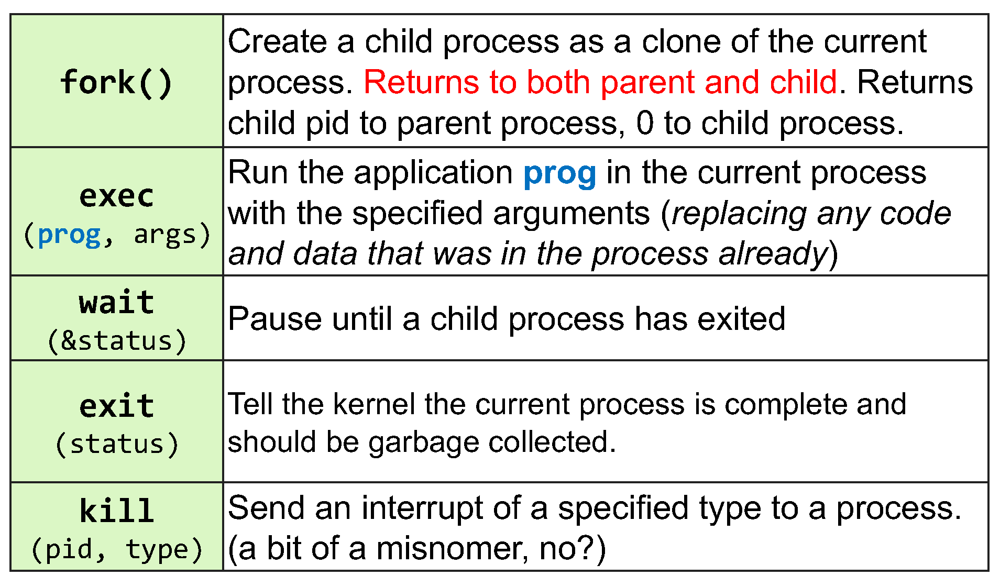 fork()
Create a child process as a clone of the current
process. Returns to both parent and child. Returns
child pid to parent process, 0 to child process.
exec
(prog, args)
Run the application prog in the current process
with the specified arguments (replacing any code
and data that was in the process already)
wait
(&status)
Pause until a child process has exited
exit
(status)
Tell the kernel the current process is complete and
should be garbage collected.
kill
(pid, type)
Send an interrupt of a specified type to a process.
(a bit of a misnomer, no?)